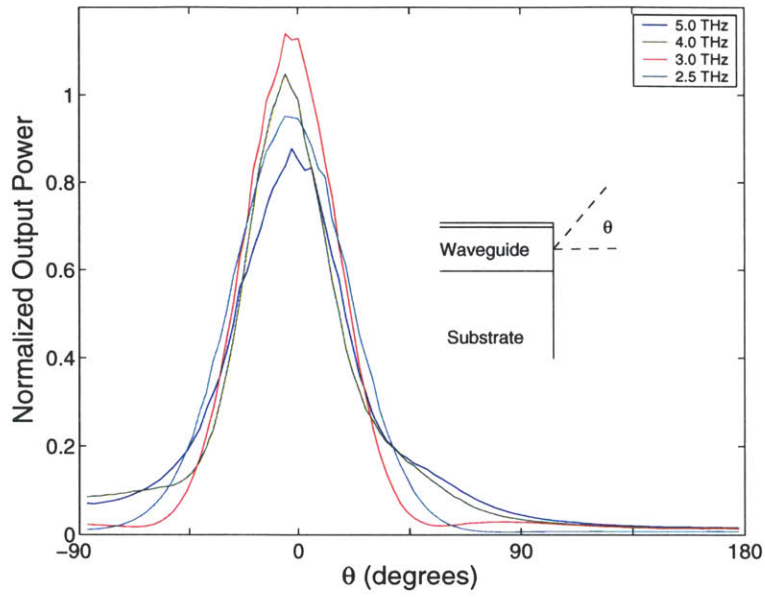 5.0 THz
4.0 THz
3.0 THz
2.5 THz
Normalized Output Power
1
0.8
0.6
0.4
0.2
0
Waveguide
θ
Substrate
−90
0
90
180
θ (degrees)